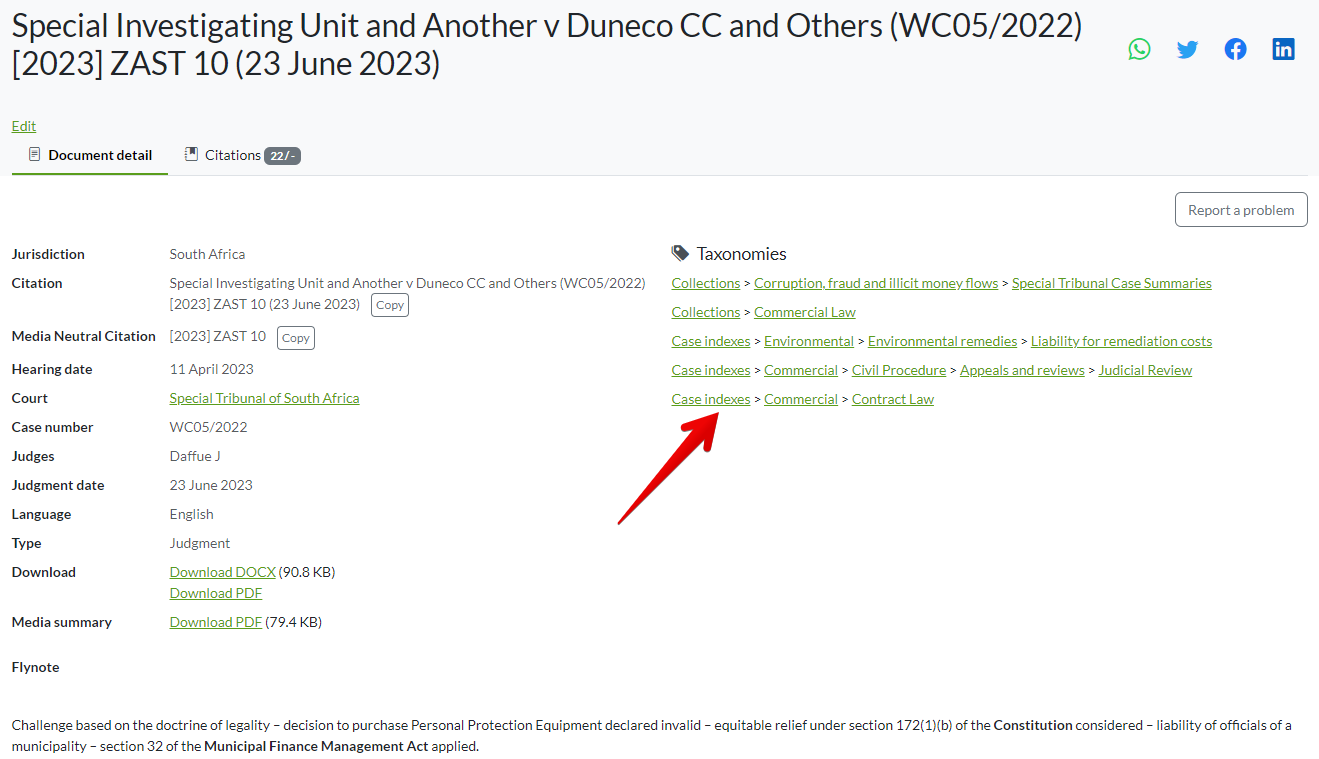 Special Investigating Unit and Another v Duneco CC and Others (WC05/2022)
[2023] ZAST 10 (23 June 2023)
Edit
Document detail
Citations 22/-
Report a problem
Jurisdiction South Africa
Citation Special Investigating Unit and Another v Duneco CC and Others (WC05/2022)
[2023] ZAST 10 (23 June 2023) Copy
Media Neutral Citation [2023] ZAST 10 Copy
Hearing date 11 April 2023
Court Special Tribunal of South Africa
Case number WC05/2022
Judges Daffue J
Judgment date 23 June 2023
Language English
Type Judgment
Download Download DOCX (90.8 KB)
Download PDF
Media summary Download PDF (79.4 KB)
Taxonomies
Collections > Corruption, fraud and illicit money flows > Special Tribunal Case Summaries
Collections > Commercial Law
Case indexes > Environmental > Environmental remedies > Liability for remediation costs
Case indexes > Commercial > Civil Procedure > Appeals and reviews > Judicial Review
Case indexes > Commercial > Contract Law
Flynote
Challenge based on the doctrine of legality – decision to purchase Personal Protection Equipment declared invalid – equitable relief under section 172(1)(b) of the Constitution considered – liability of officials of a
municipality – section 32 of the Municipal Finance Management Act applied.